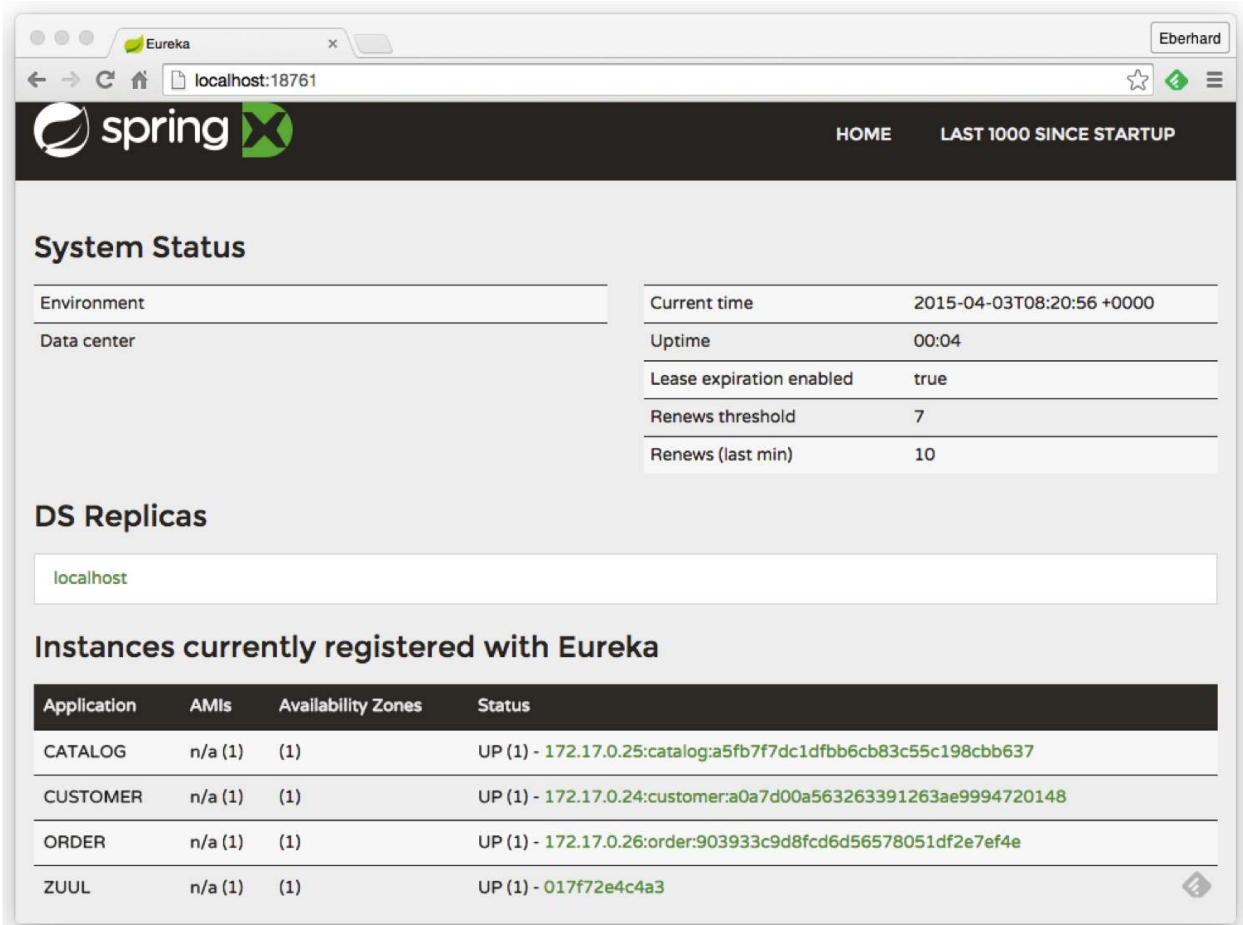 Eureka
Eberhard
localhost:18761
spring
HOME LAST 1000 SINCE STARTUP
System Status
Environment
Data center
Current time 2015-04-03T08:20:56 +0000
Uptime 00:04
Lease expiration enabled true
Renews threshold 7
Renews (last min) 10
DS Replicas
localhost
Instances currently registered with Eureka
Application AMIs Availability Zones Status
CATALOG n/a (1) (1) UP (1) - 172.17.0.25:catalog:a5fb7f7dc1dfbb6cb83c55c198cbb637
CUSTOMER n/a (1) (1) UP (1) - 172.17.0.24:customer:a0a7d00a563263391263ae9994720148
ORDER n/a (1) (1) UP (1) - 172.17.0.26:order:903933c9d8fcd6d56578051df2e7ef4e
ZUUL n/a (1) (1) UP (1) - 017f72e4c4a3